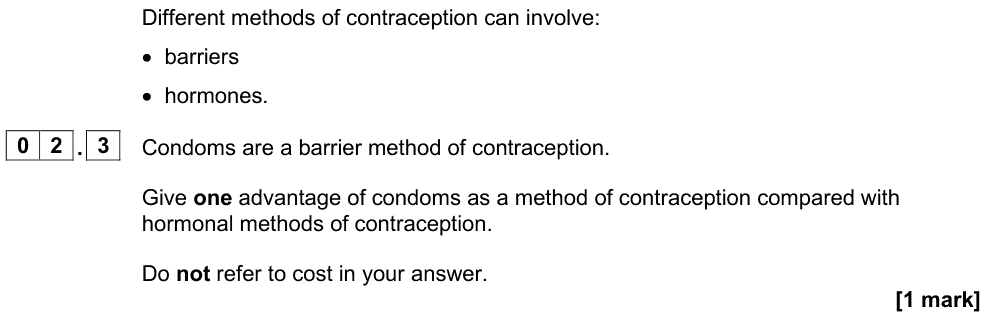 Different methods of contraception can involve:
• barriers
• hormones.
0 2 . 3 Condoms are a barrier method of contraception.
Give one advantage of condoms as a method of contraception compared with
hormonal methods of contraception.
Do not refer to cost in your answer.
[1 mark]